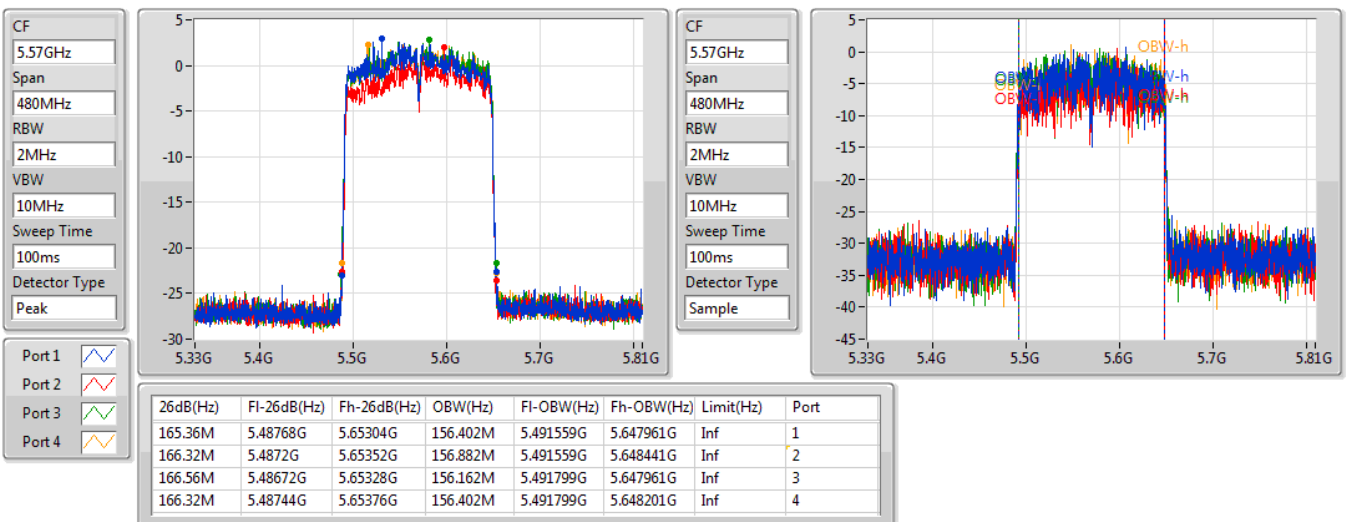 CF
5.57GHz
Span
480MHz
RBW
2MHz
VBW
10MHz
Sweep Time
100ms
Detector Type
Peak
5
0
-5
-10
-15
-20
-25
-30
5.33G 5.4G 5.5G 5.6G 5.7G 5.81G
CF
5.57GHz
Span
480MHz
RBW
2MHz
VBW
10MHz
Sweep Time
100ms
Detector Type
Sample
5
0
-5
-10
-15
-20
-25
-30
-35
-40
-45
OBW-h
OBW-h
5.33G 5.4G 5.5G 5.6G 5.7G 5.81G
Port 1
Port 2
Port 3
Port 4
26dB(Hz) Fl-26dB(Hz) Fh-26dB(Hz) OBW(Hz) Fl-OBW(Hz) Fh-OBW(Hz) Limit(Hz) Port
165.36M 5.48768G 5.65304G 156.402M 5.491559G 5.647961G Inf 1
166.32M 5.4872G 5.65352G 156.882M 5.491559G 5.648441G Inf 2
166.56M 5.48672G 5.65328G 156.162M 5.491799G 5.647961G Inf 3
166.32M 5.48744G 5.65376G 156.402M 5.491799G 5.648201G Inf 4